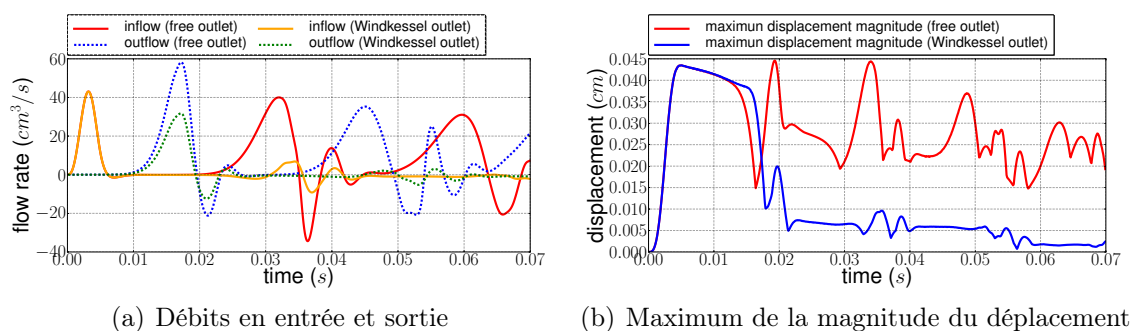 inflow (free outlet)
outflow (free outlet)
inflow (Windkessel outlet)
outflow (Windkessel outlet)
60
40
20
0
−20
−40
flow rate (cm³/s)
0.00 0.01 0.02 0.03 0.04 0.05 0.06 0.07
time (s)
(a) Débits en entrée et sortie
maximun displacement magnitude (free outlet)
maximun displacement magnitude (Windkessel outlet)
0.045
0.040
0.035
0.030
0.025
0.020
0.015
0.010
0.005
0.000
displacement (cm)
0.00 0.01 0.02 0.03 0.04 0.05 0.06 0.07
time (s)
(b) Maximum de la magnitude du déplacement